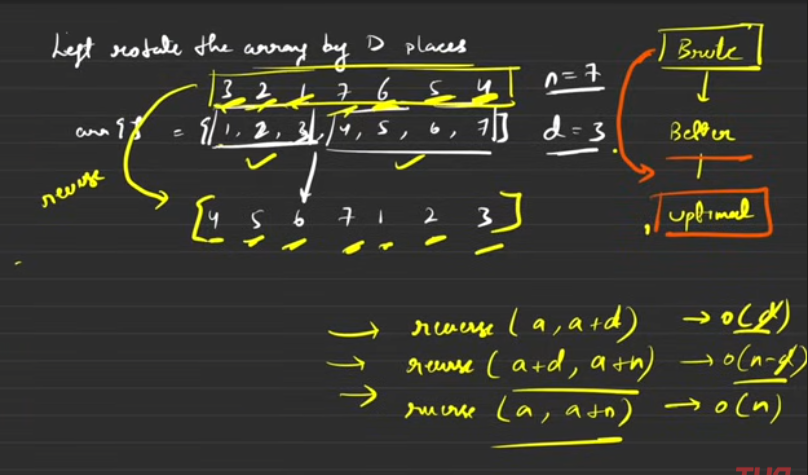 Left rotate the array by D places
Brute
3 2 1 7 6 5 4
n = 7
arr[] = {1, 2, 3, 4, 5, 6, 7}
d = 3
Better
reverse
[4 5 6 7 1 2 3]
optimal
→ reverse (a, a+d) → O(d)
→ reverse (a+d, a+n) → O(n-d)
→ reverse (a, a+n) → O(n)